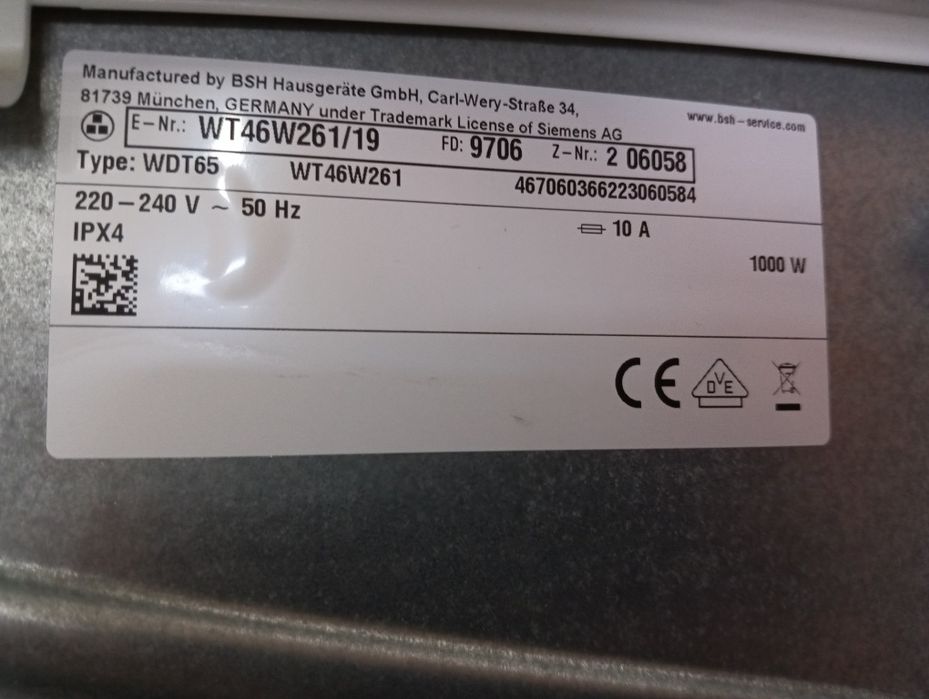 Manufactured by BSH Hausgeräte GmbH, Carl-Wery-Straße 34,
81739 München, GERMANY under Trademark License of Siemens AG
www.bsh-service.com
E-Nr.: WT46W261/19 FD: 9706 Z-Nr.: 2 06058
Type: WDT65 WT46W261 467060366223060584
220-240 V ~ 50 Hz 10 A
IPX4
1000 W
CE DVE